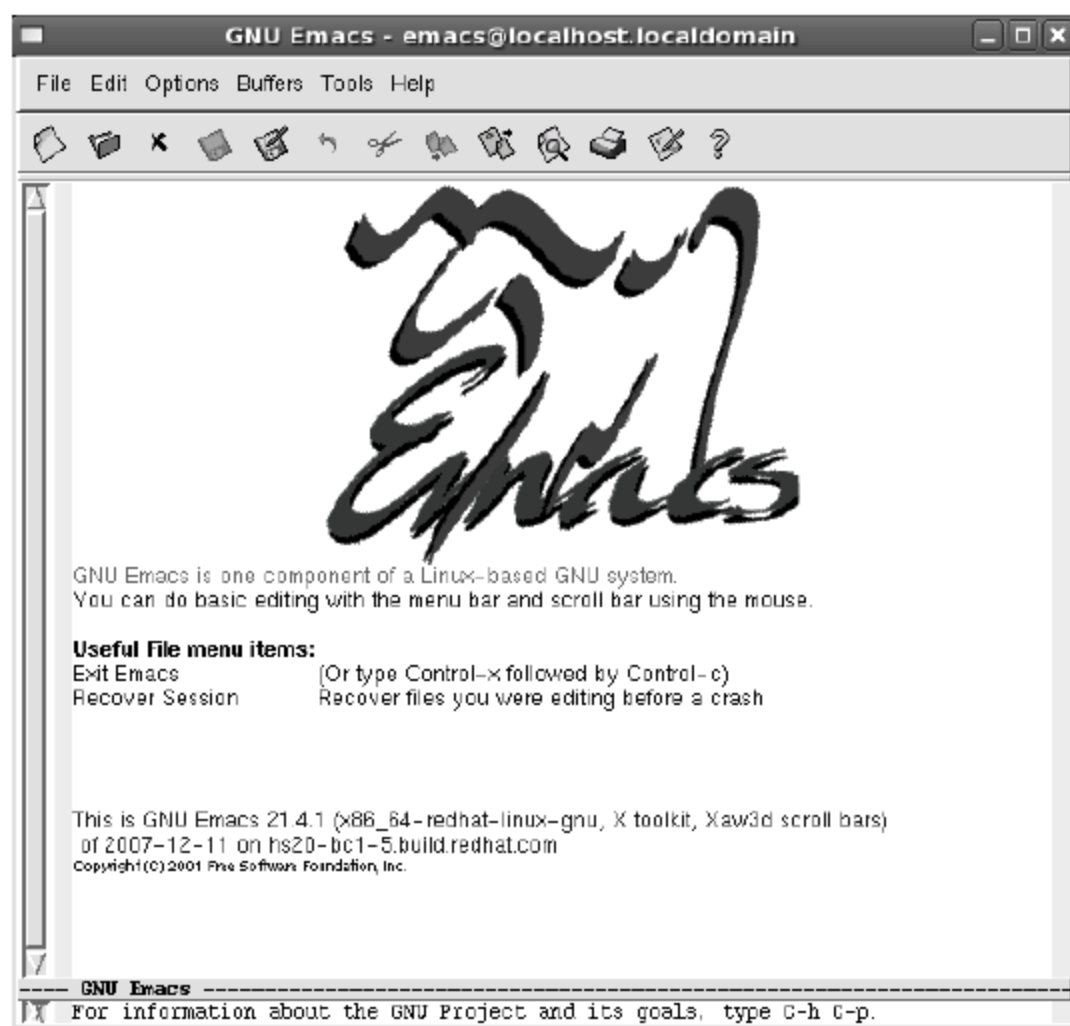 GNU Emacs - emacs@localhost.localdomain
File Edit Options Buffers Tools Help
Emacs
GNU Emacs is one component of a Linux-based GNU system.
You can do basic editing with the menu bar and scroll bar using the mouse.
Useful File menu items:
Exit Emacs (Or type Control-x followed by Control-c)
Recover Session Recover files you were editing before a crash
This is GNU Emacs 21.4.1 (x86_64-redhat-linux-gnu, X toolkit, Xaw3d scroll bars)
of 2007-12-11 on hs20-bc1-5.build.redhat.com
Copyright (C) 2001 Free Software Foundation, Inc.
---- GNU Emacs ----
For information about the GNU Project and its goals, type C-h C-p.